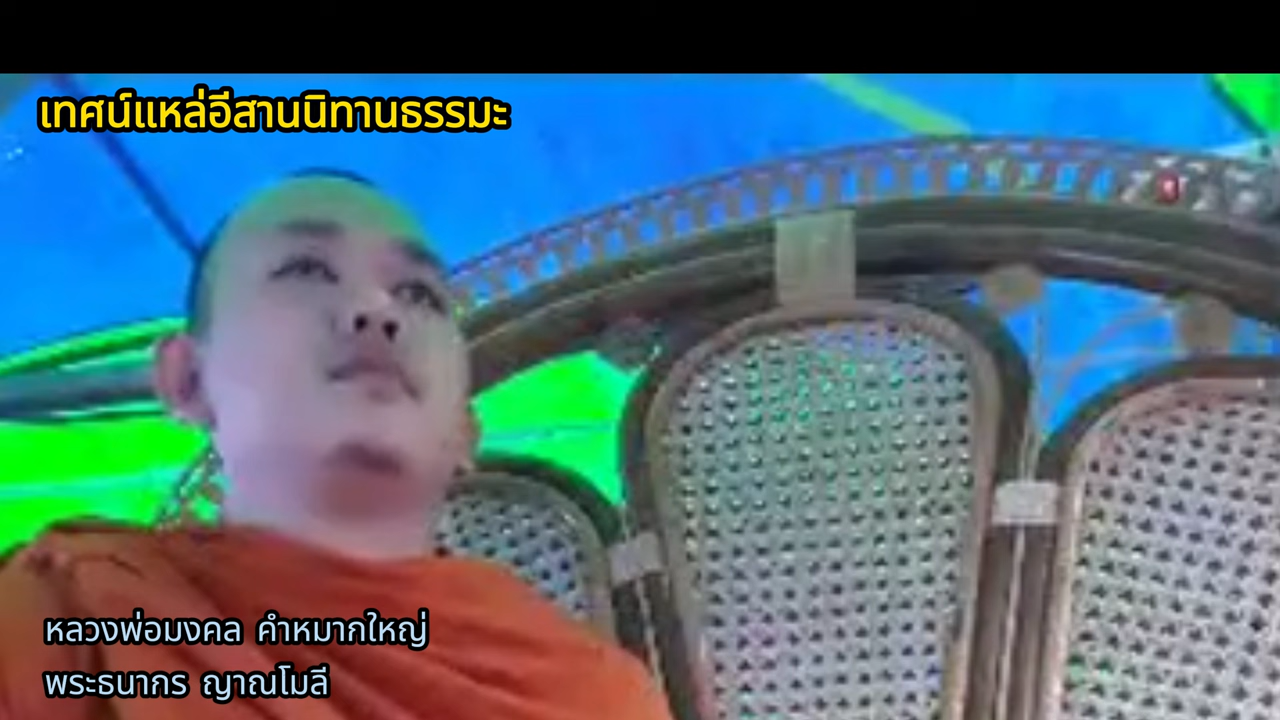 เทศน์แหล่อีสานนิทานธรรมะ
หลวงพ่อมงคล คำหมากใหญ่
พระธนากร ญาณโมลี